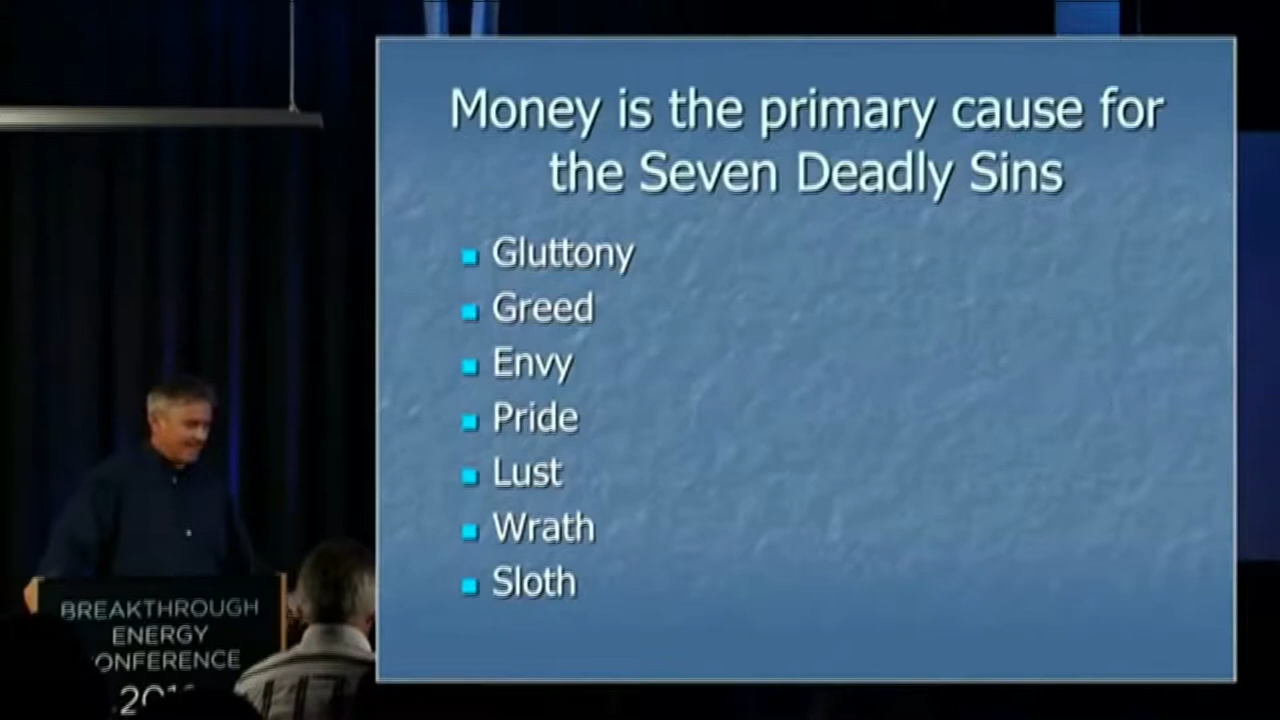 Money is the primary cause for
the Seven Deadly Sins
Gluttony
Greed
Envy
Pride
Lust
Wrath
Sloth
BREAKTHROUGH
ENERGY
ONFERENCE